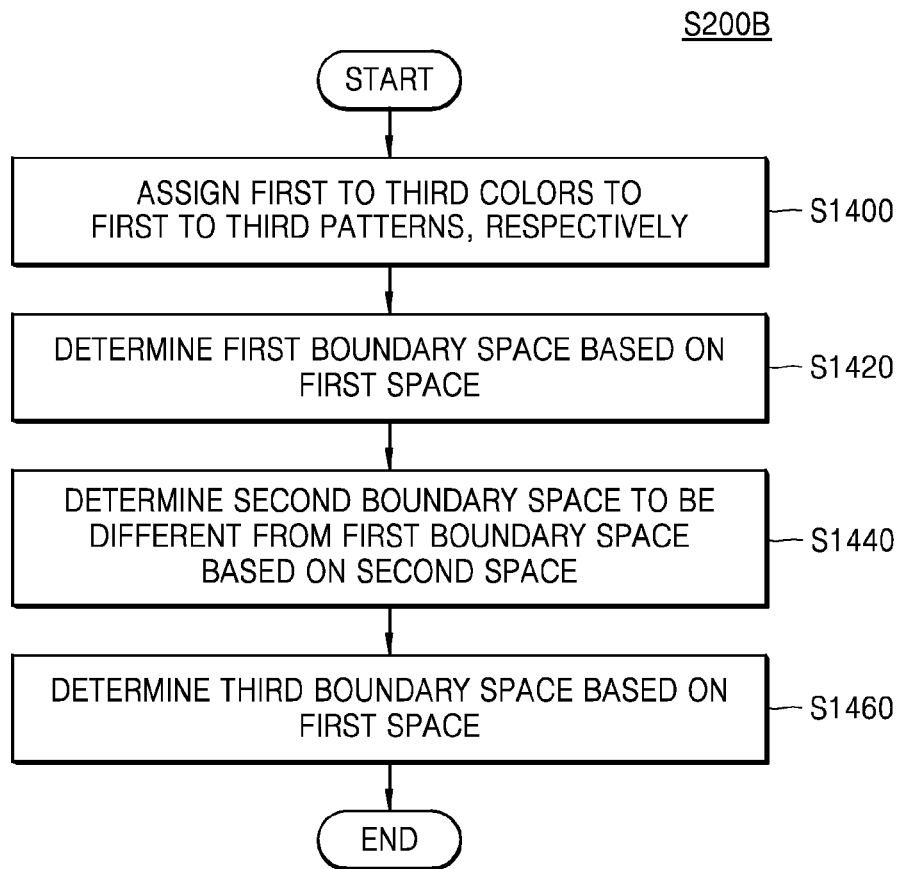 S200B
START
ASSIGN FIRST TO THIRD COLORS TO
FIRST TO THIRD PATTERNS, RESPECTIVELY
S1400
DETERMINE FIRST BOUNDARY SPACE BASED ON
FIRST SPACE
S1420
DETERMINE SECOND BOUNDARY SPACE TO BE
DIFFERENT FROM FIRST BOUNDARY SPACE
BASED ON SECOND SPACE
S1440
DETERMINE THIRD BOUNDARY SPACE BASED ON
FIRST SPACE
S1460
END